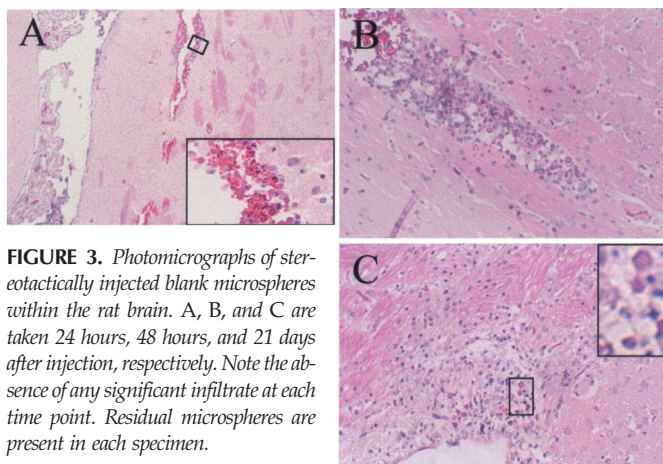 A
B
C
FIGURE 3. Photomicrographs of ster-
eotactically injected blank microspheres
within the rat brain. A, B, and C are
taken 24 hours, 48 hours, and 21 days
after injection, respectively. Note the ab-
sence of any significant infiltrate at each
time point. Residual microspheres are
present in each specimen.